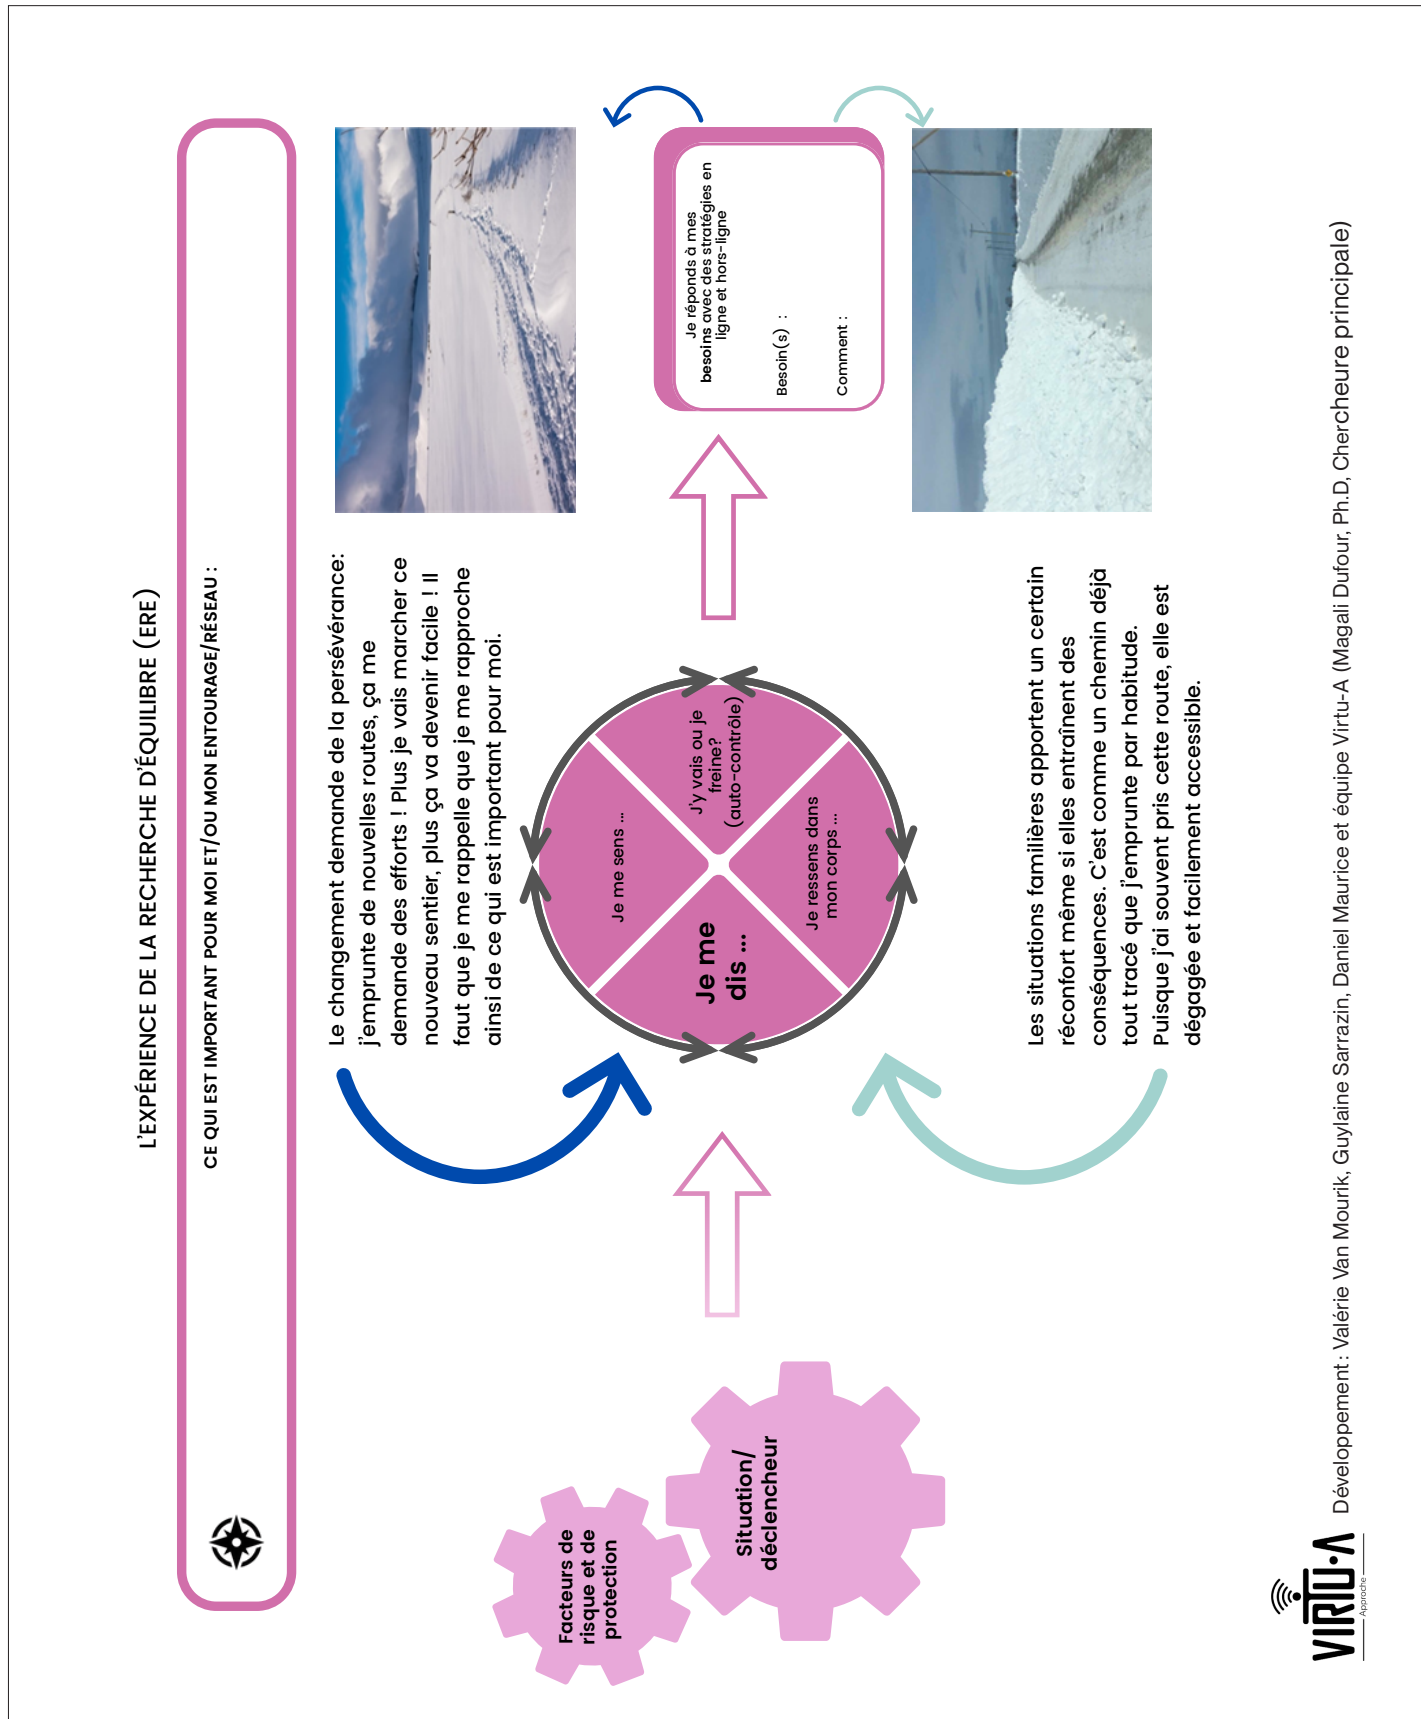 L'EXPÉRIENCE DE LA RECHERCHE D'ÉQUILIBRE (ERE)
CE QUI EST IMPORTANT POUR MOI ET/OU MON ENTOURAGE/RÉSEAU :
Le changement demande de la persévérance:
j'emprunte de nouvelles routes, ça me
demande des efforts ! Plus je vais marcher ce
nouveau sentier, plus ça va devenir facile ! Il
faut que je me rappelle que je me rapproche
ainsi de ce qui est important pour moi.
Facteurs de
risque et de
protection
Situation/
déclencheur
Je me sens ...
Je me
dis ...
J'y vais ou je
freine?
(auto-contrôle)
Je ressens dans
mon corps ...
Je réponds à mes
besoins avec des stratégies en
ligne et hors-ligne
Besoin(s) :
Comment :
Les situations familières apportent un certain
réconfort même si elles entraînent des
conséquences. C'est comme un chemin déjà
tout tracé que j'emprunte par habitude.
Puisque j'ai souvent pris cette route, elle est
dégagée et facilement accessible.
VIRTU•A
Approche
Développement : Valérie Van Mourik, Guylaine Sarrazin, Daniel Maurice et équipe Virtu-A (Magali Dufour, Ph.D, Chercheure principale)